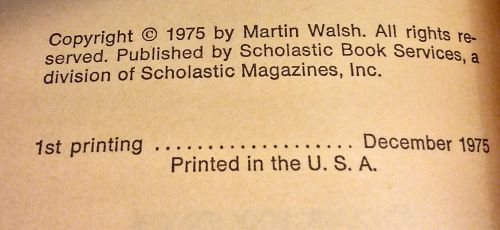 Copyright © 1975 by Martin Walsh. All rights re-
served. Published by Scholastic Book Services, a
division of Scholastic Magazines, Inc.
1st printing ................... December 1975
Printed in the U. S. A.